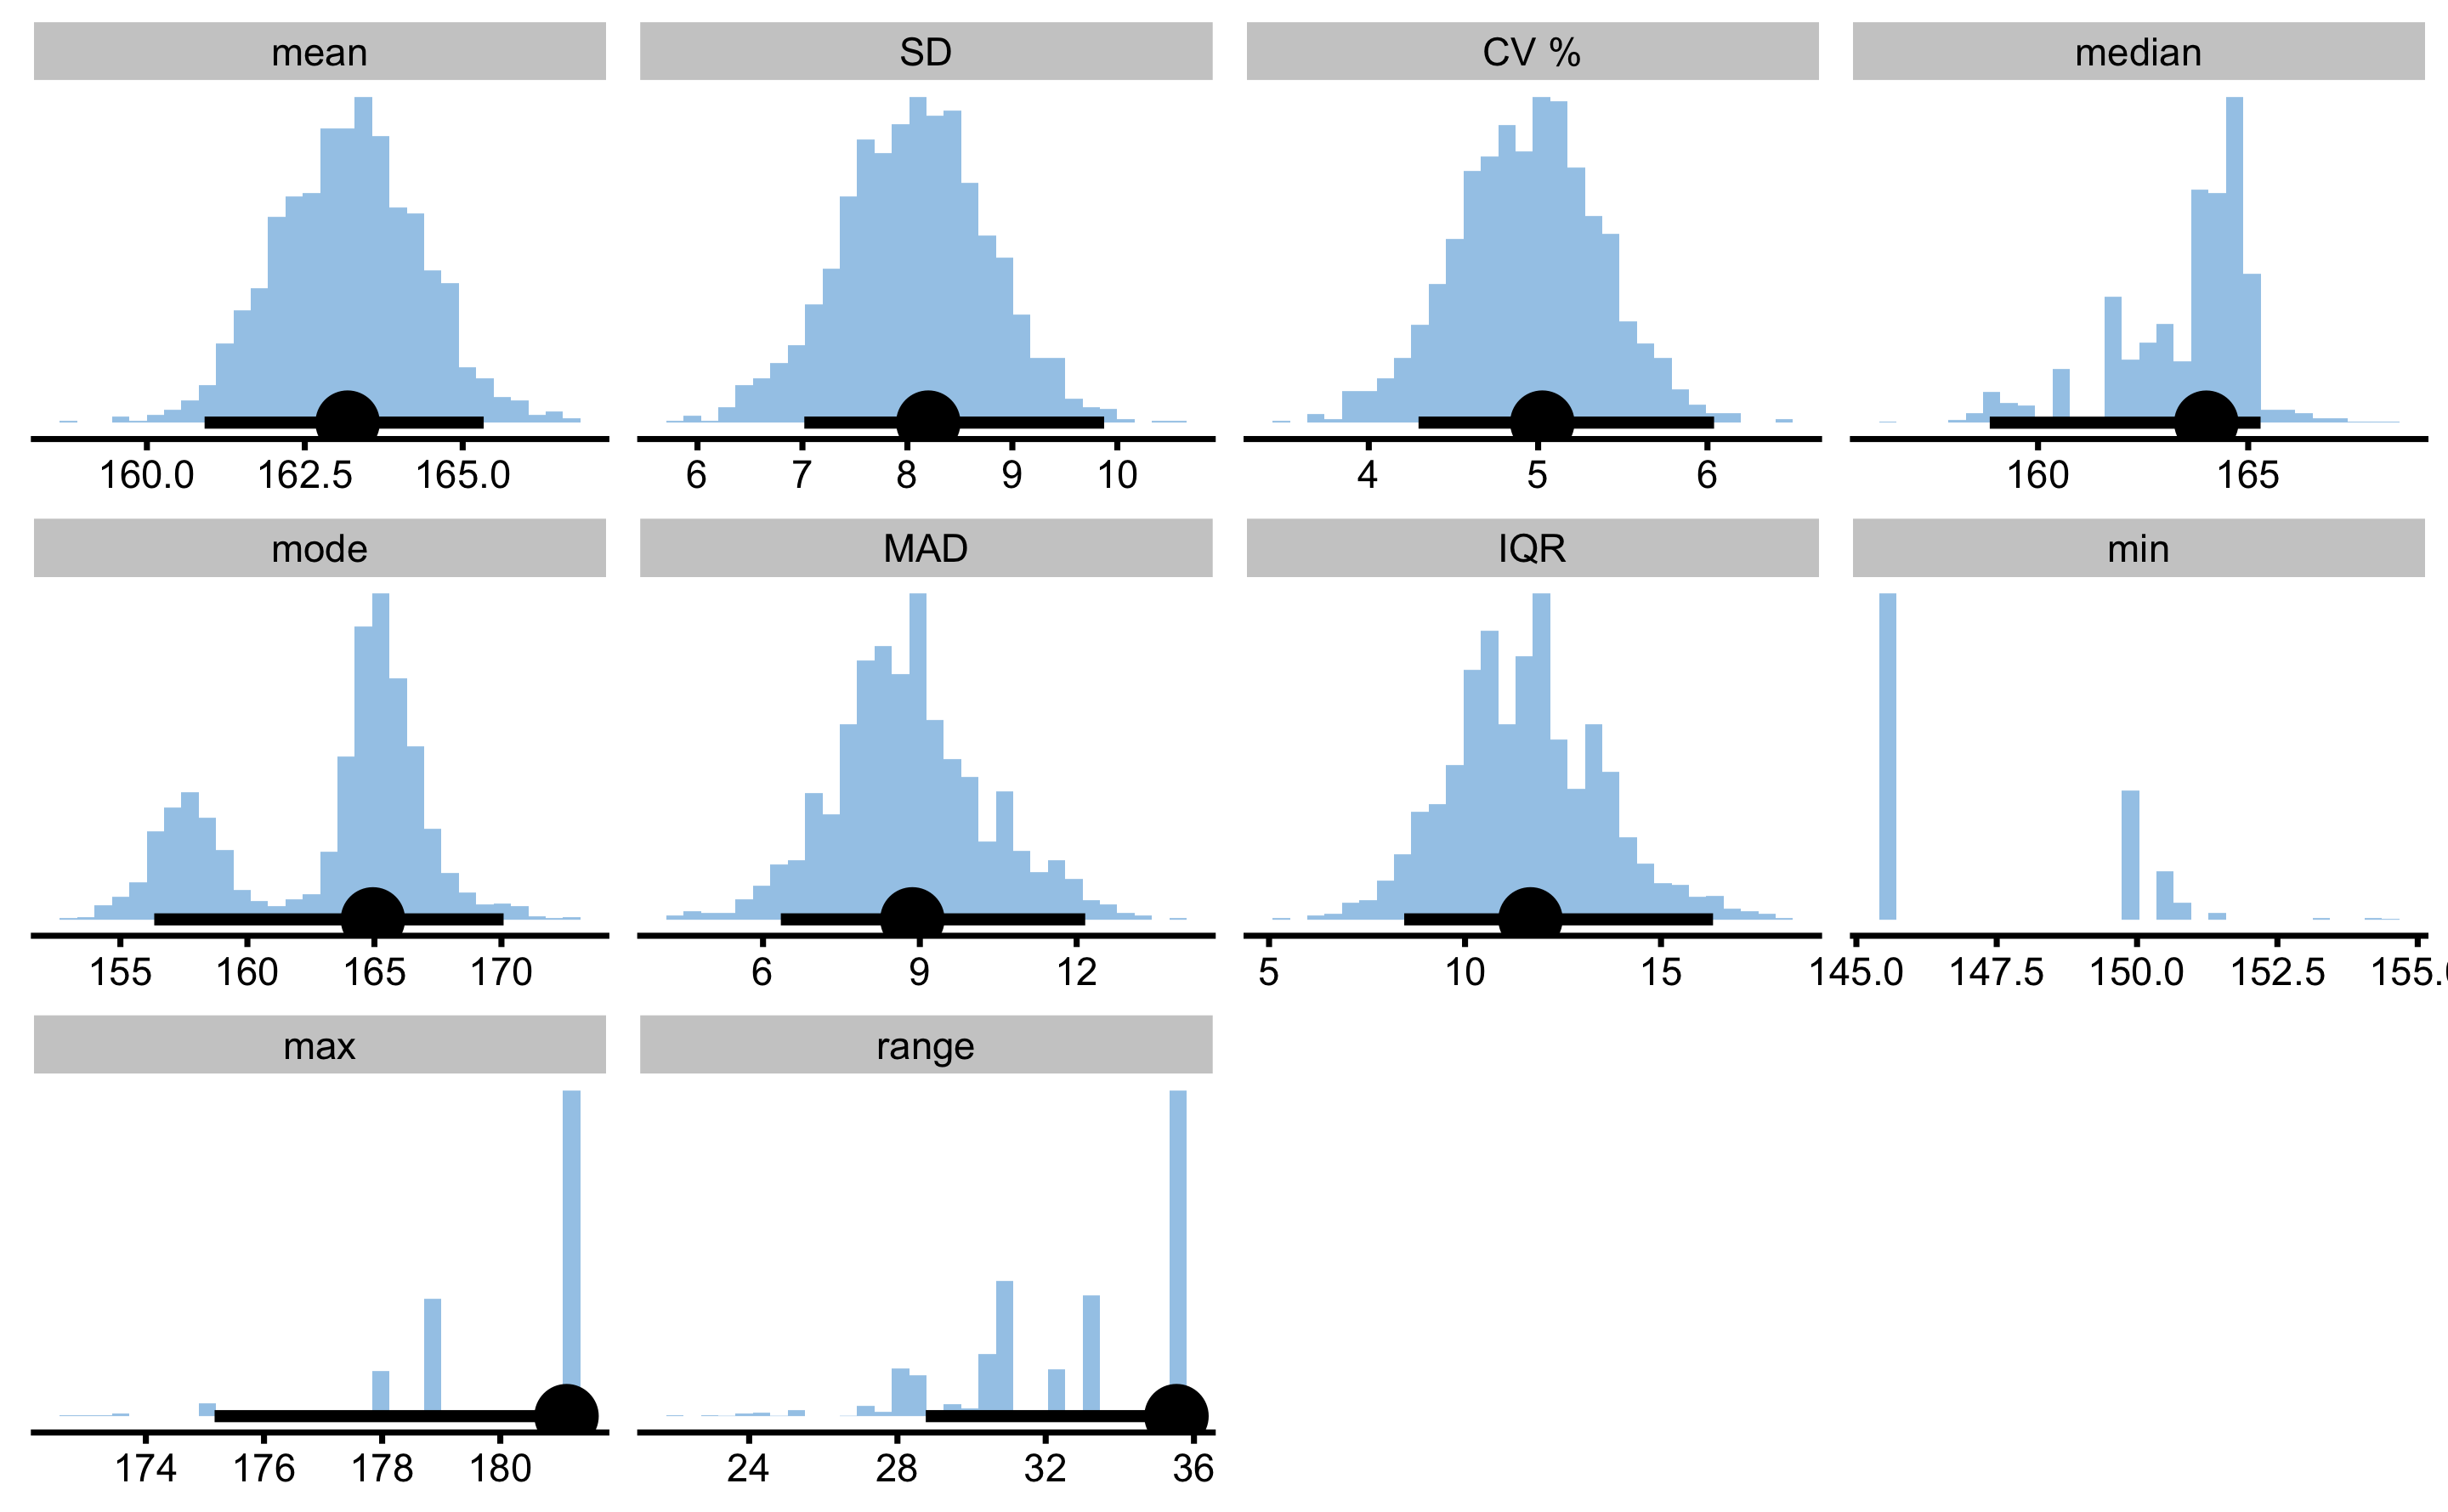 mean SD CV % median
160.0 162.5 165.0 6 7 8 9 10 4 5 6 160 165
mode MAD IQR min
155 160 165 170 6 9 12 5 10 15 145.0 147.5 150.0 152.5 155.
max range
174 176 178 180 24 28 32 36